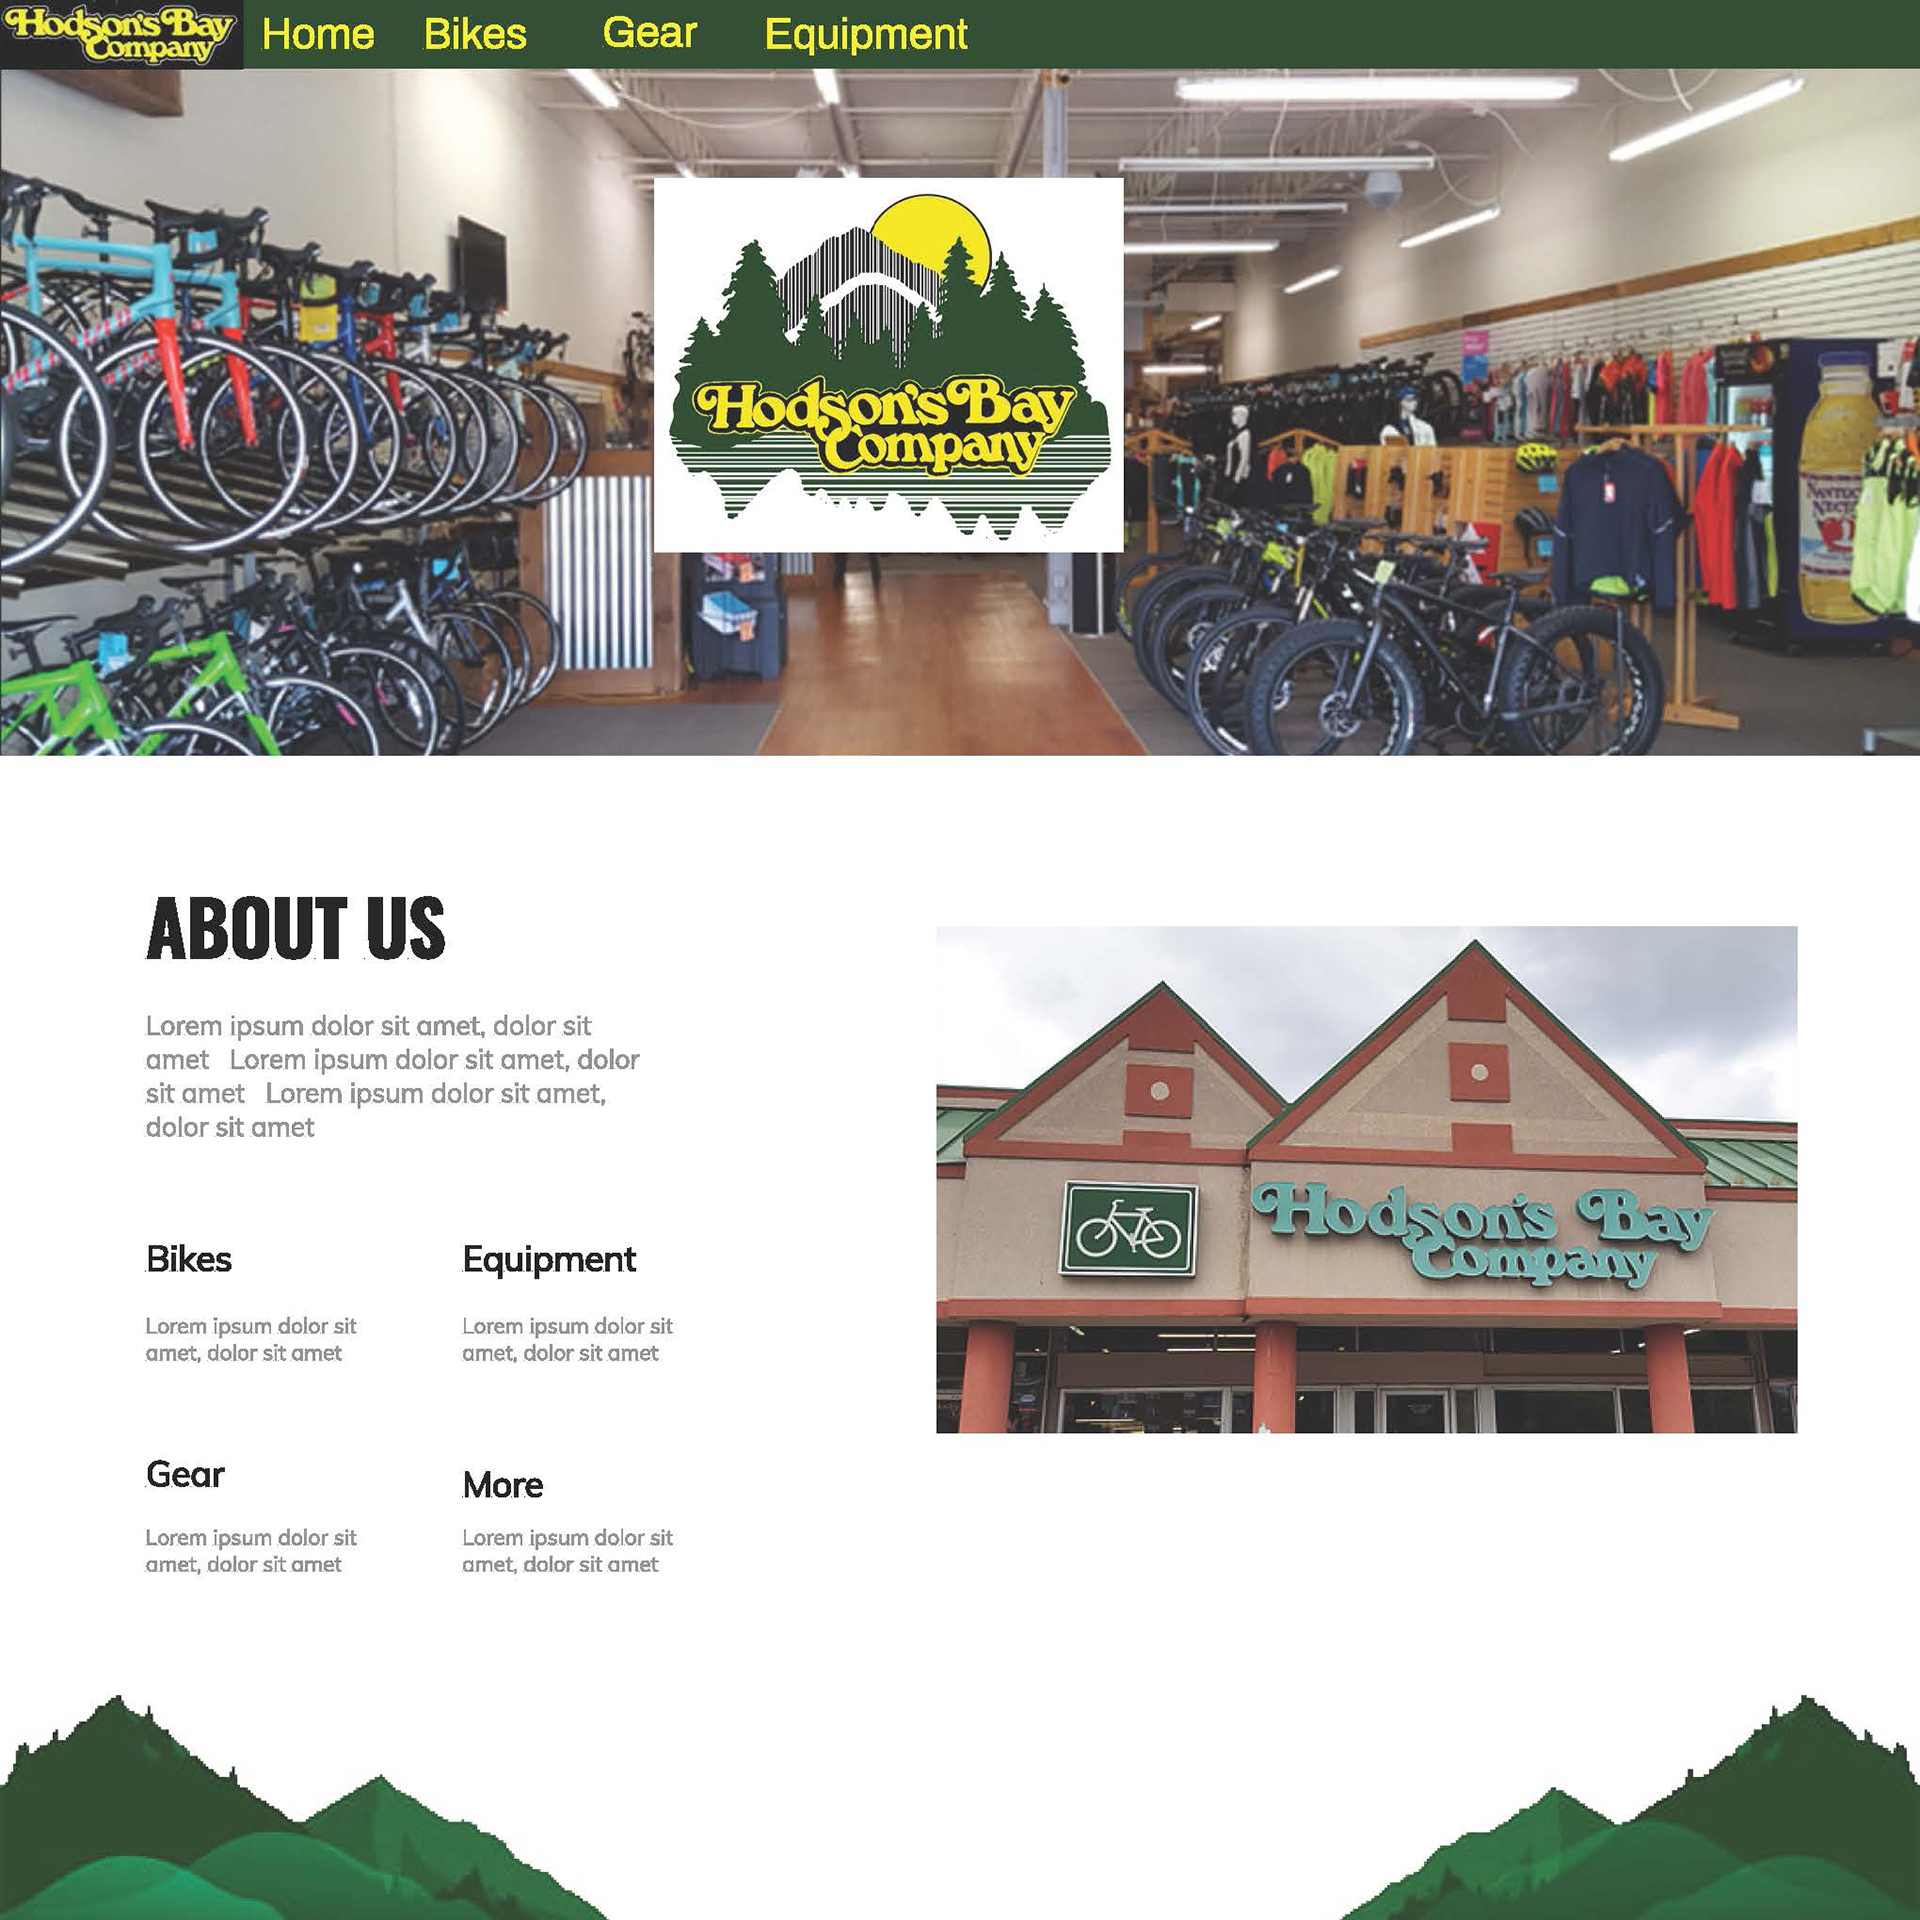 Hodson's Bay
Company
Home Bikes Gear Equipment
Hodson's Bay
Company
ABOUT US
Lorem ipsum dolor sit amet, dolor sit
amet Lorem ipsum dolor sit amet, dolor
sit amet Lorem ipsum dolor sit amet,
dolor sit amet
Bikes
Lorem ipsum dolor sit
amet, dolor sit amet
Equipment
Lorem ipsum dolor sit
amet, dolor sit amet
Gear
Lorem ipsum dolor sit
amet, dolor sit amet
More
Lorem ipsum dolor sit
amet, dolor sit amet
Hodson's Bay
Company